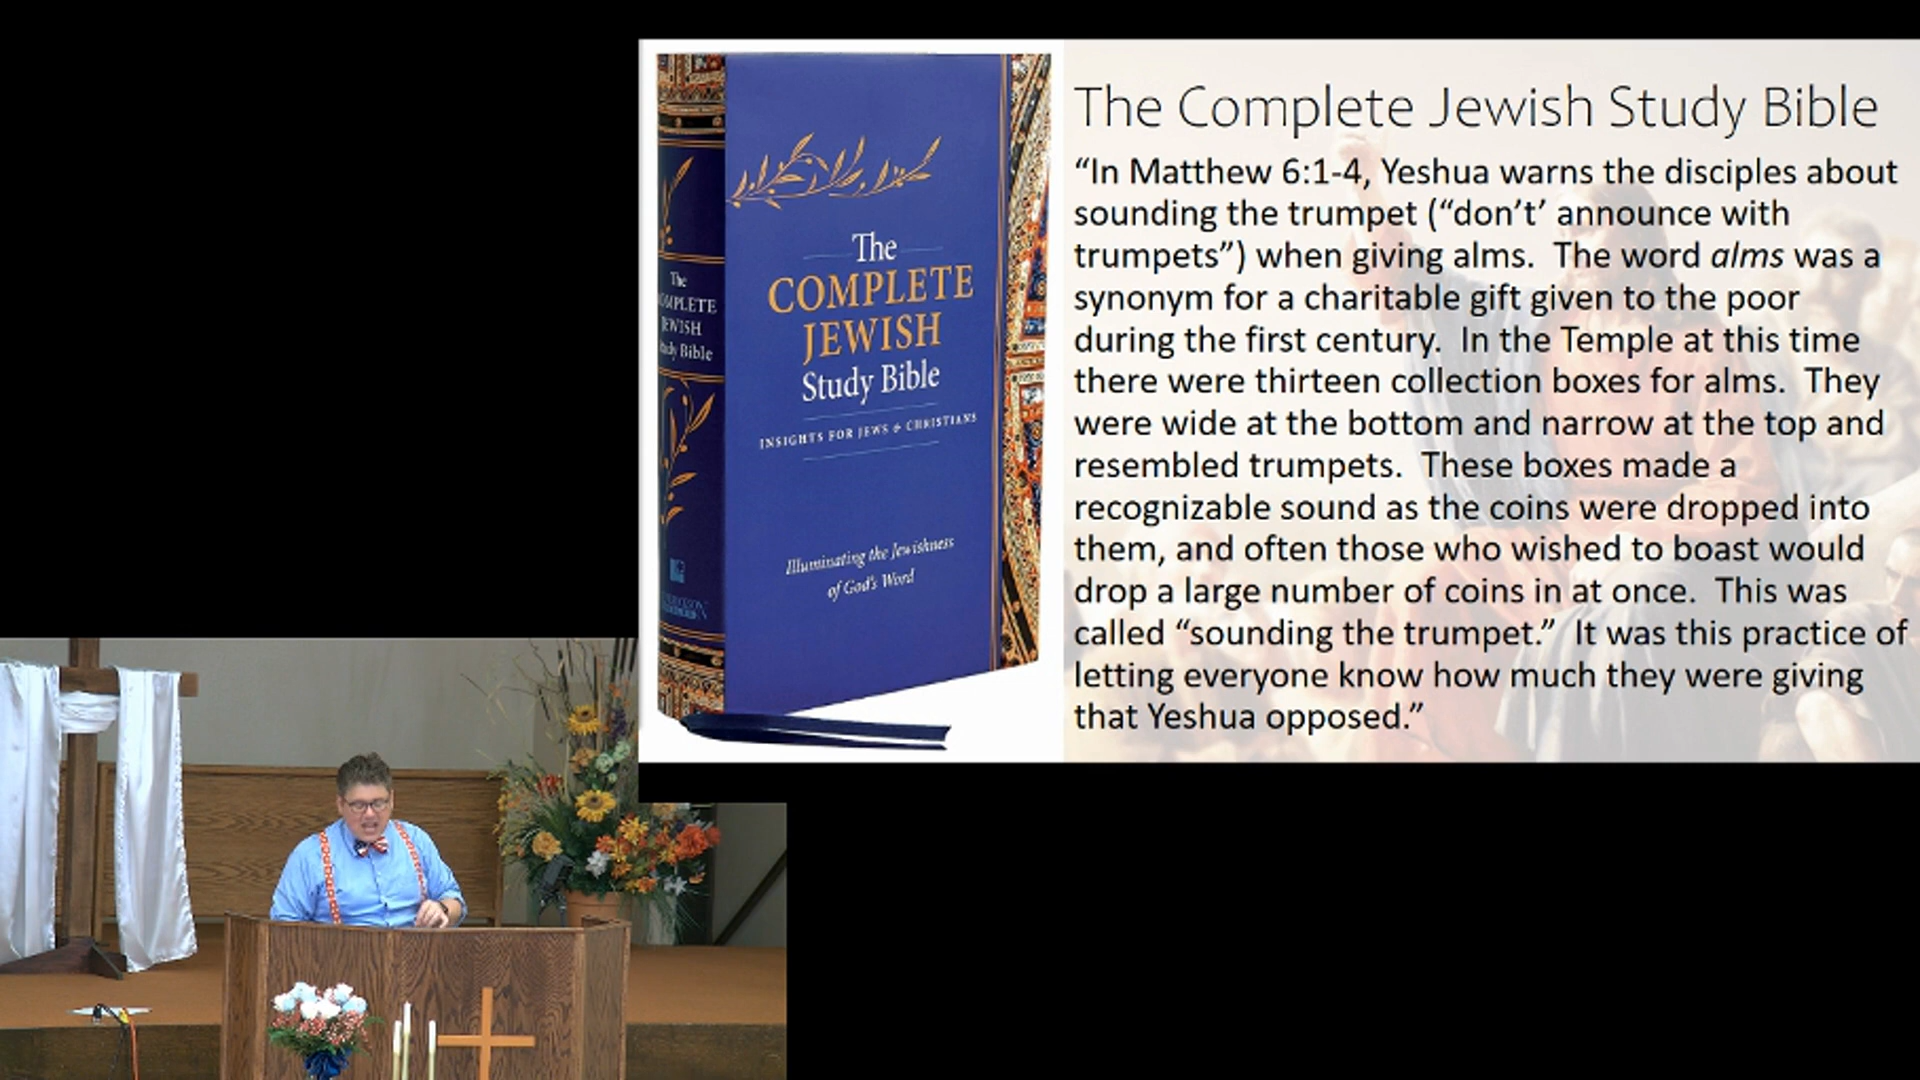 The
COMPLETE
JEWISH
Study Bible
INSIGHTS FOR JEWS & CHRISTIANS
Illuminating the Jewishness
of God's Word
The
COMPLETE
JEWISH
Study Bible
The Complete Jewish Study Bible
“In Matthew 6:1-4, Yeshua warns the disciples about
sounding the trumpet (“don’t’ announce with
trumpets”) when giving alms.  The word alms was a
synonym for a charitable gift given to the poor
during the first century.  In the Temple at this time
there were thirteen collection boxes for alms.  They
were wide at the bottom and narrow at the top and
resembled trumpets.  These boxes made a
recognizable sound as the coins were dropped into
them, and often those who wished to boast would
drop a large number of coins in at once.  This was
called “sounding the trumpet.”  It was this practice of
letting everyone know how much they were giving
that Yeshua opposed.”